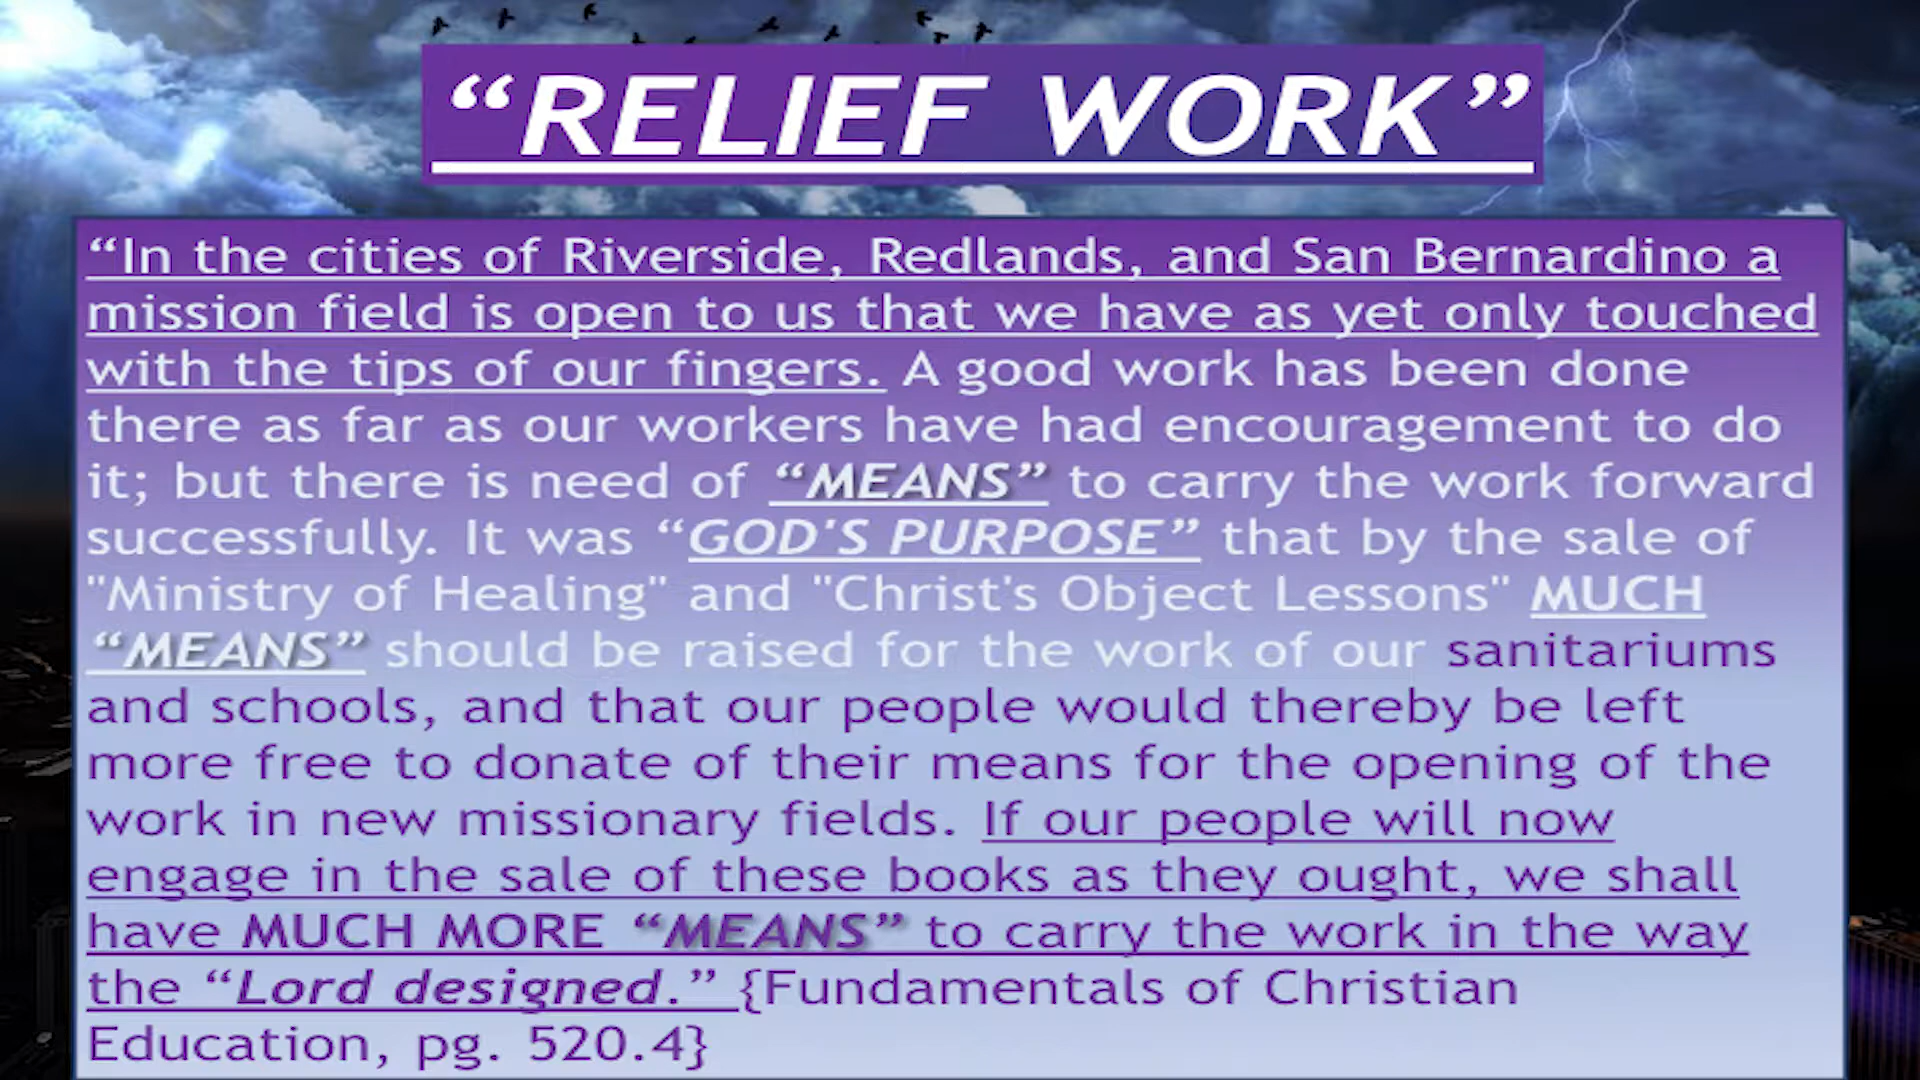 “RELIEF WORK”
“In the cities of Riverside, Redlands, and San Bernardino a
mission field is open to us that we have as yet only touched
with the tips of our fingers. A good work has been done
there as far as our workers have had encouragement to do
it; but there is need of “MEANS” to carry the work forward
successfully. It was “GOD'S PURPOSE” that by the sale of
"Ministry of Healing" and "Christ's Object Lessons" MUCH
“MEANS” should be raised for the work of our sanitariums
and schools, and that our people would thereby be left
more free to donate of their means for the opening of the
work in new missionary fields. If our people will now
engage in the sale of these books as they ought, we shall
have MUCH MORE “MEANS” to carry the work in the way
the “Lord designed.” {Fundamentals of Christian
Education, pg. 520.4}